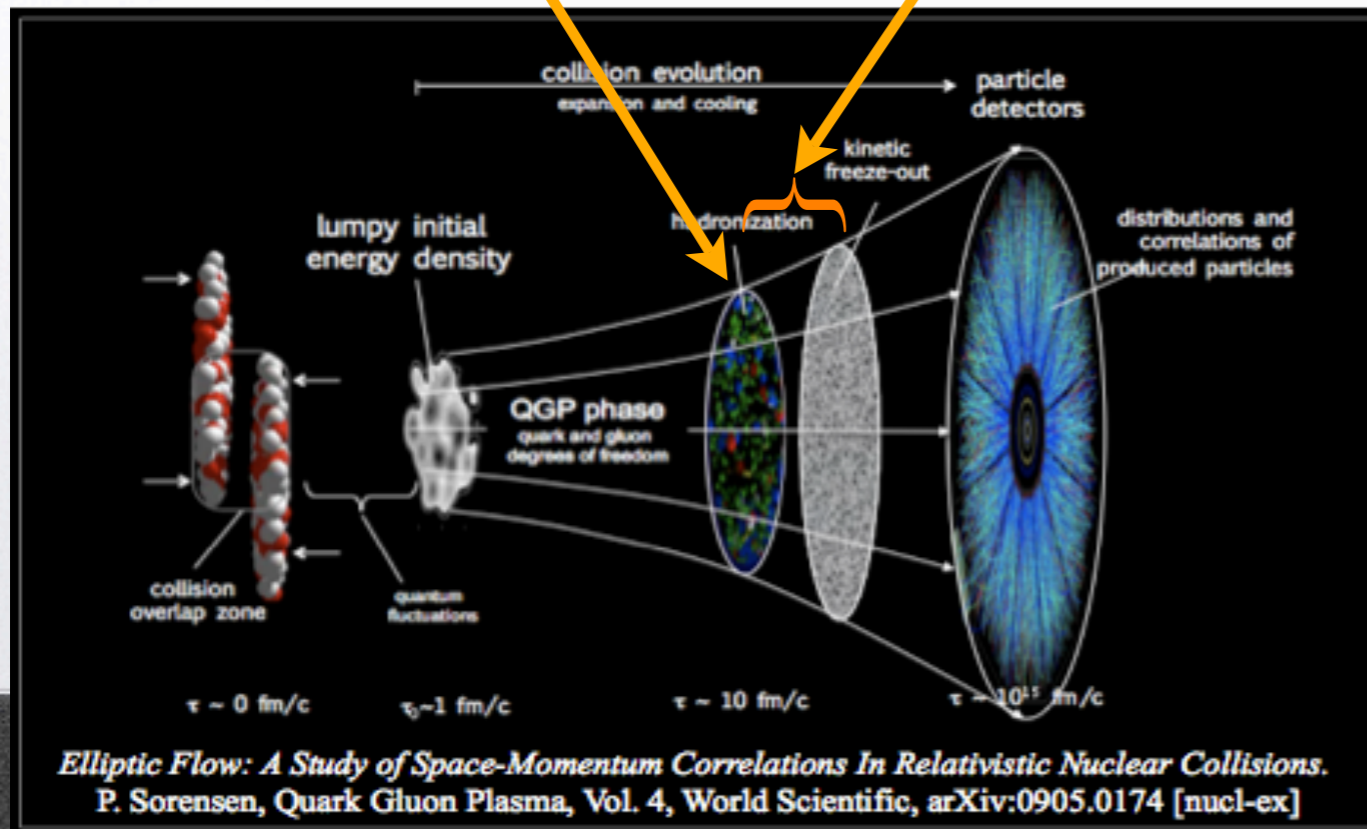 collision evolution
expansion and cooling
particle
detectors
kinetic
freeze-out
lumpy initial
energy density
hadronization
distributions and
correlations of
produced particles
QGP phase
quark and gluon
degrees of freedom
collision
overlap zone
quantum
fluctuations
τ ~ 0 fm/c
τ₀~1 fm/c
τ ~ 10 fm/c
τ ~ 10¹⁵ fm/c
Elliptic Flow: A Study of Space-Momentum Correlations In Relativistic Nuclear Collisions.
P. Sorensen, Quark Gluon Plasma, Vol. 4, World Scientific, arXiv:0905.0174 [nucl-ex]